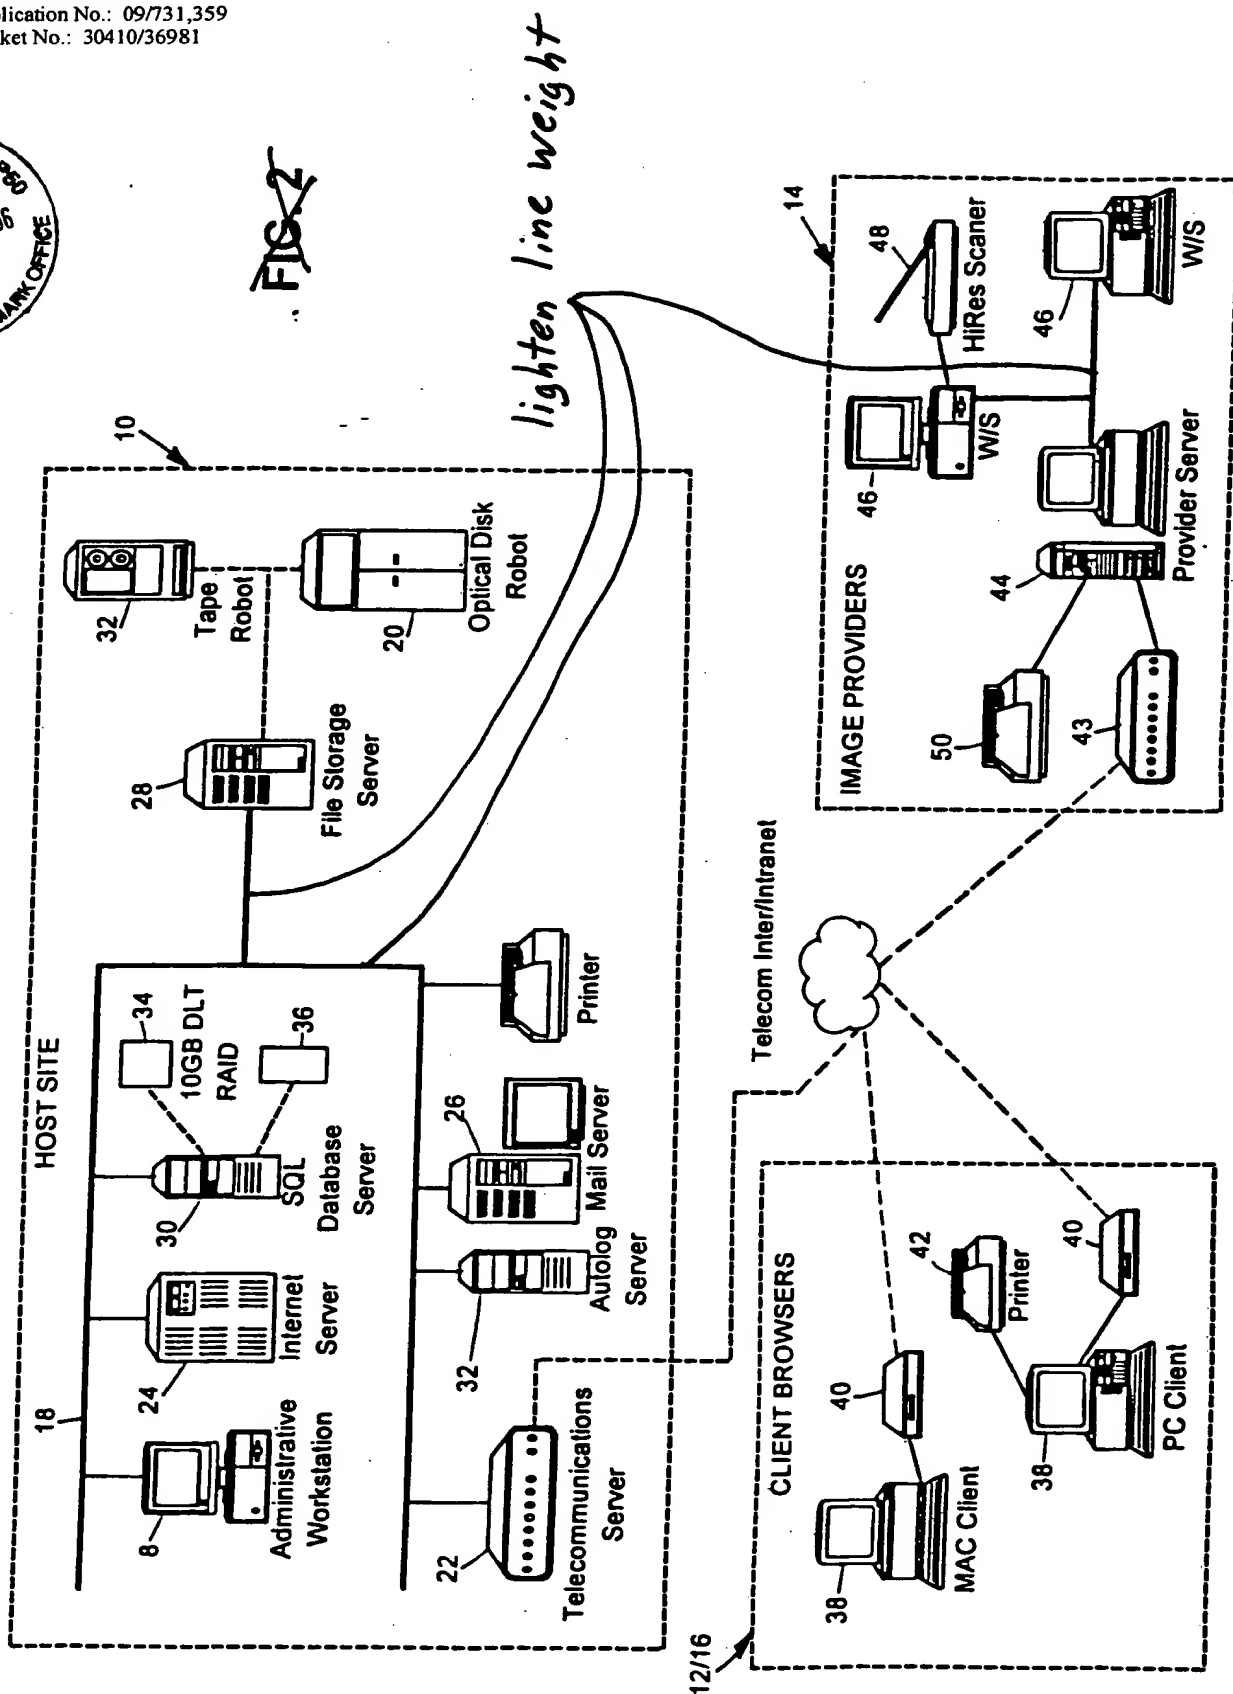 lication No.: 09/731,359
ket No.: 30410/36981
MARK OFFICE
FIG. 2
lighten line weight
10
HOST SITE
18
8
Administrative
Workstation
24
Internet
Server
30
SQL
Database
Server
34
10GB DLT
RAID
36
28
File Storage
Server
32
Tape
Robot
20
Optical Disk
Robot
22
Telecommunications
Server
32
Autolog
Server
26
Mail Server
Printer
Telecom Inter/Intranet
12/16
CLIENT BROWSERS
38
MAC Client
40
42
Printer
38
PC Client
40
14
IMAGE PROVIDERS
50
43
44
Provider Server
46
W/S
48
HiRes Scaner
46
W/S